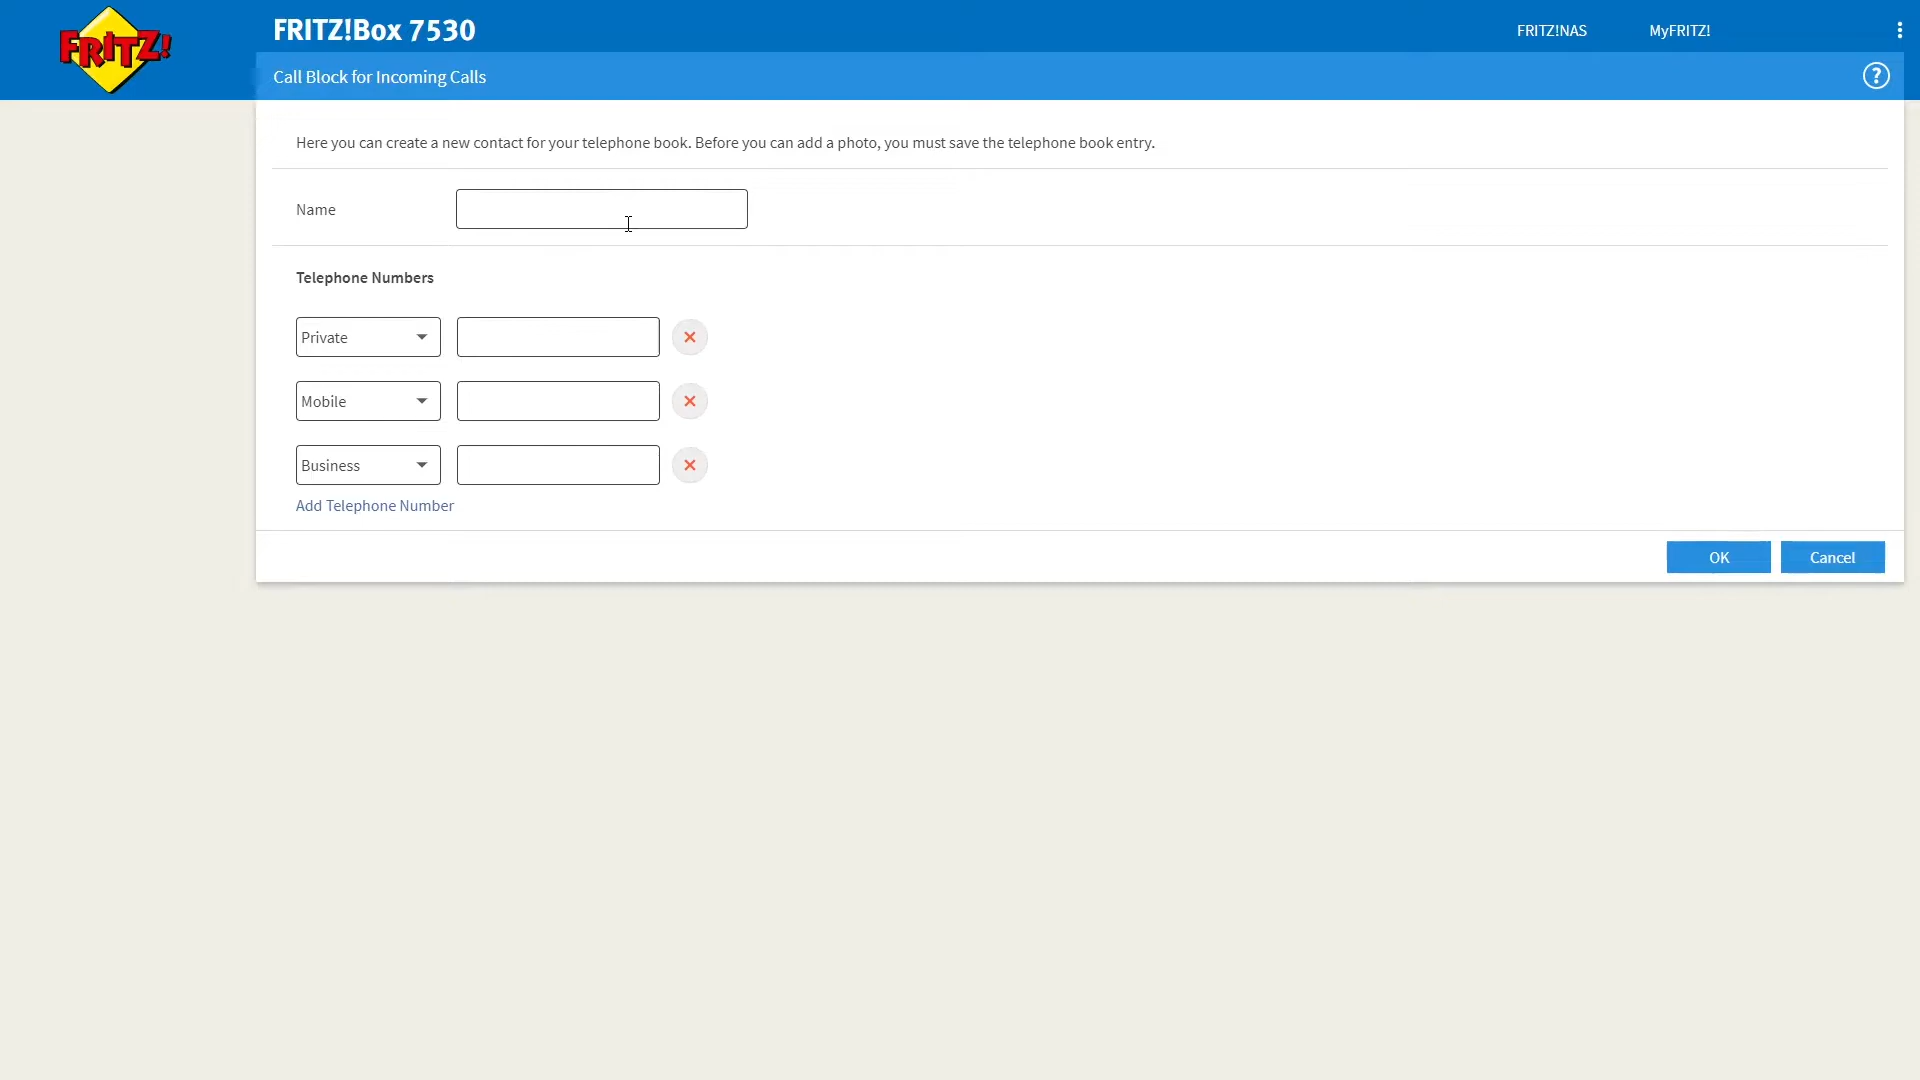 FRITZ!
FRITZ!Box 7530
FRITZ!NAS
MyFRITZ!
Call Block for Incoming Calls
?
Here you can create a new contact for your telephone book. Before you can add a photo, you must save the telephone book entry.
Name
Telephone Numbers
Private
Mobile
Business
Add Telephone Number
OK
Cancel